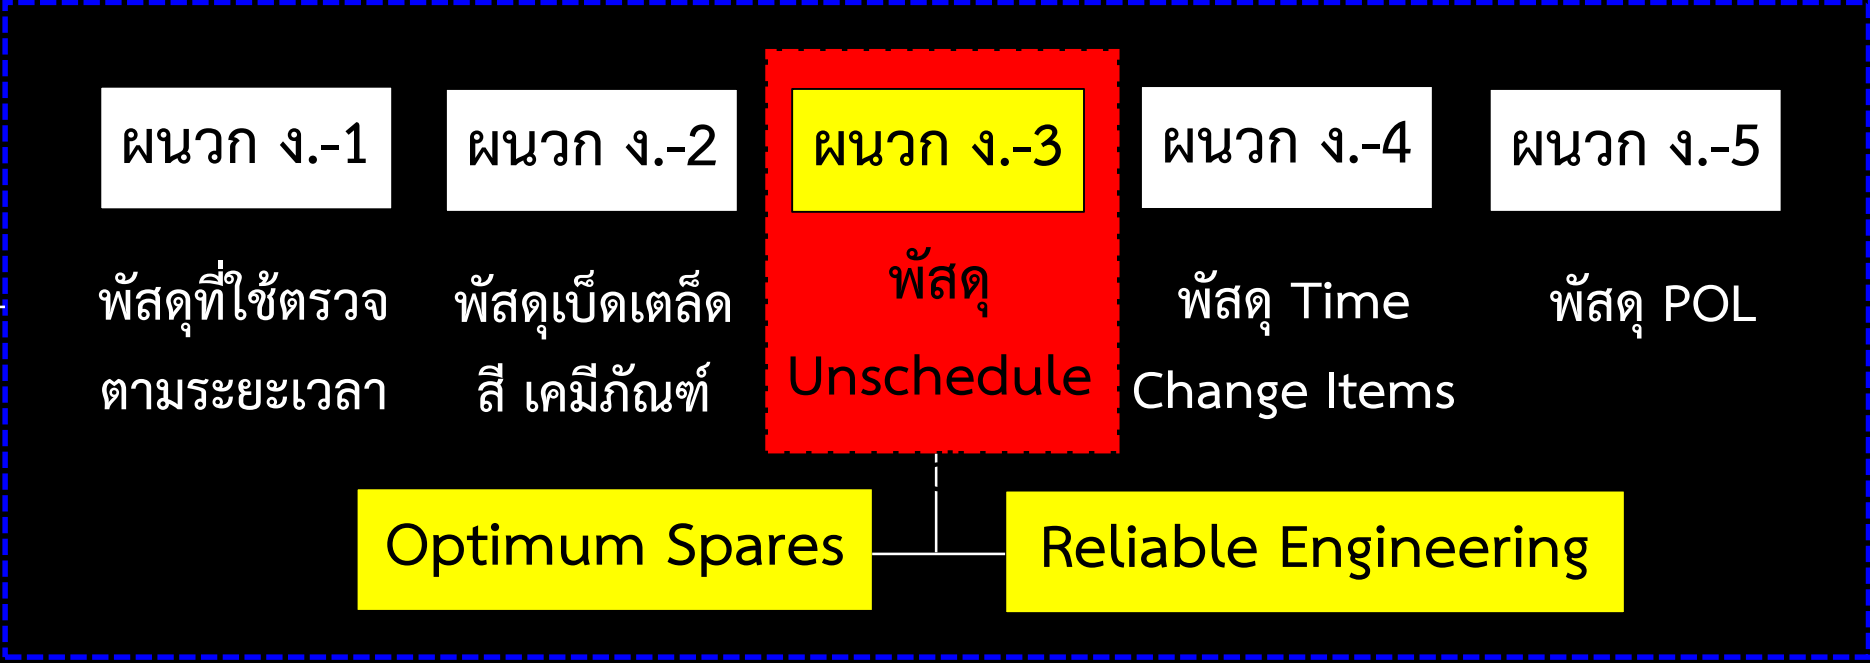 ผนวก ง.-1
ผนวก ง.-2
ผนวก ง.-3
ผนวก ง.-4
ผนวก ง.-5
พัสดุที่ใช้ตรวจ
ตามระยะเวลา
พัสดุเบ็ดเตล็ด
สี เคมีภัณฑ์
พัสดุ
Unschedule
พัสดุ Time
Change Items
พัสดุ POL
Optimum Spares
Reliable Engineering